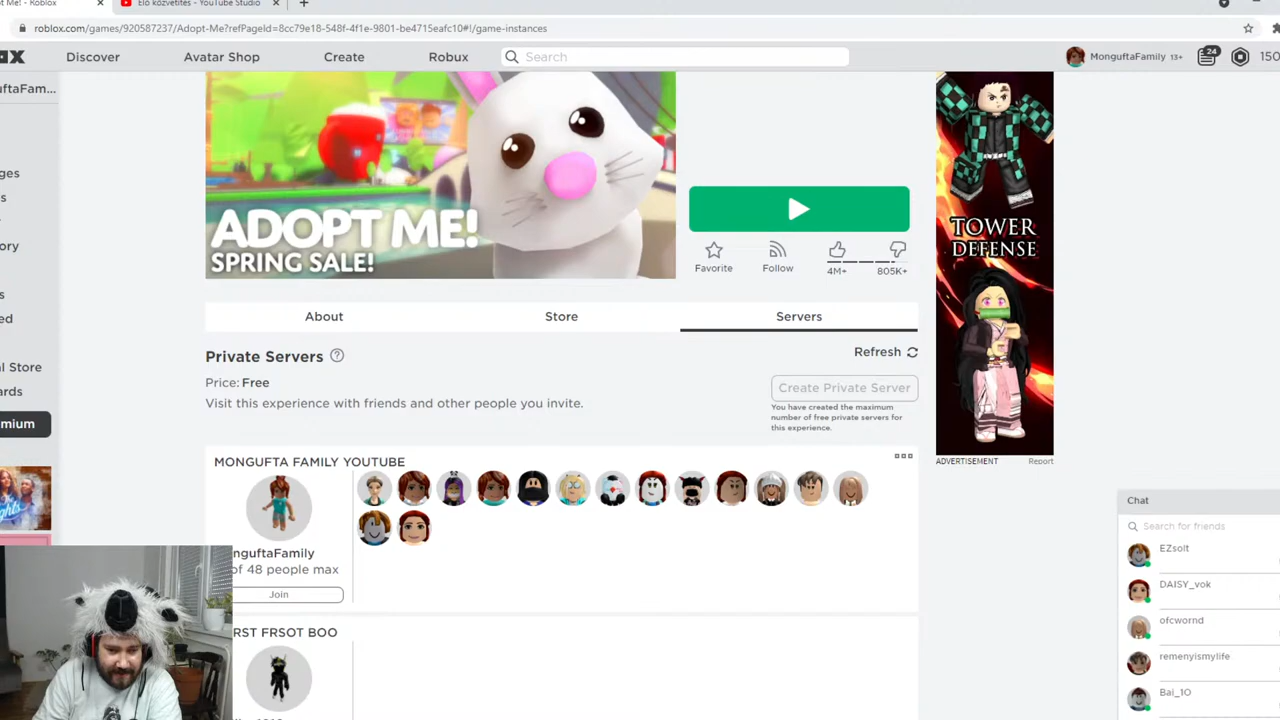 Me! - Roblox
Élő közvetítés - YouTube Studio
roblox.com/games/920587237/Adopt-Me?refPageId=8cc79e18-548f-4f1e-9801-be4715eafc10#!/game-instances
OX
Discover
Avatar Shop
Create
Robux
Search
MonguftaFamily 13+
24
150
guftaFam...
ADOPT ME!
SPRING SALE!
Favorite
Follow
4M+
805K+
TOWER
DEFENSE
ADVERTISEMENT
Report
ges
s
ory
s
ed
l Store
ards
mium
About
Store
Servers
Private Servers
Refresh
Price: Free
Create Private Server
Visit this experience with friends and other people you invite.
You have created the maximum
number of free private servers for
this experience.
MONGUFTA FAMILY YOUTUBE
nguftaFamily
of 48 people max
Join
RST FRSOT BOO
Chat
Search for friends
EZsolt
DAISY_vok
ofcwornd
remenyismylife